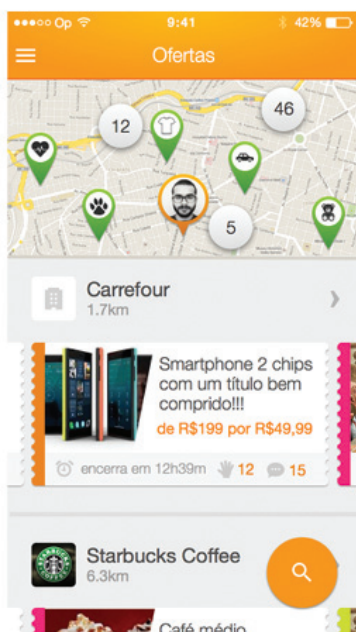 Op 9:41 42%
Ofertas
46
12
5
Carrefour
1.7km
Smartphone 2 chips
com um título bem
comprido!!!
de R$199 por R$49,99
encerra em 12h39m 12 15
Starbucks Coffee
6.3km
Café médio